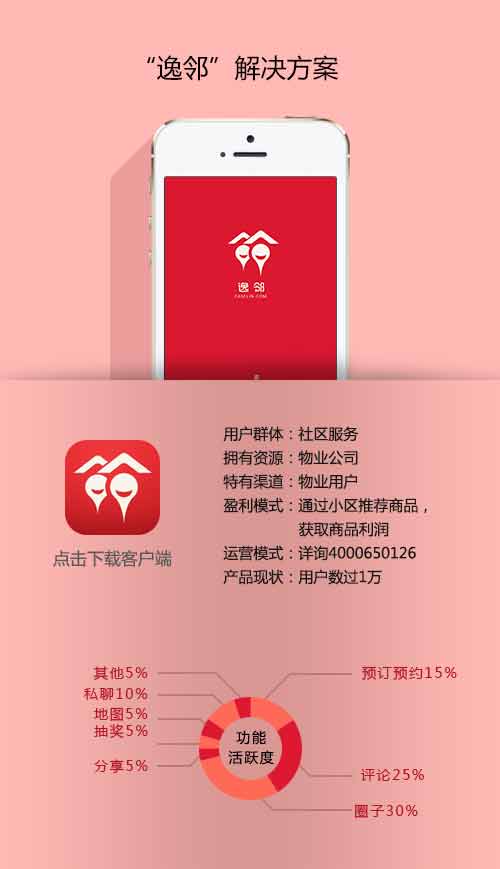 “逸邻”解决方案
逸邻
用户群体：社区服务
拥有资源：物业公司
特有渠道：物业用户
盈利模式：通过小区推荐商品，
获取商品利润
运营模式：详询4000650126
产品现状：用户数过1万
点击下载客户端
其他5%
私聊10%
地图5%
抽奖5%
分享5%
功能
活跃度
预订预约15%
评论25%
圈子30%